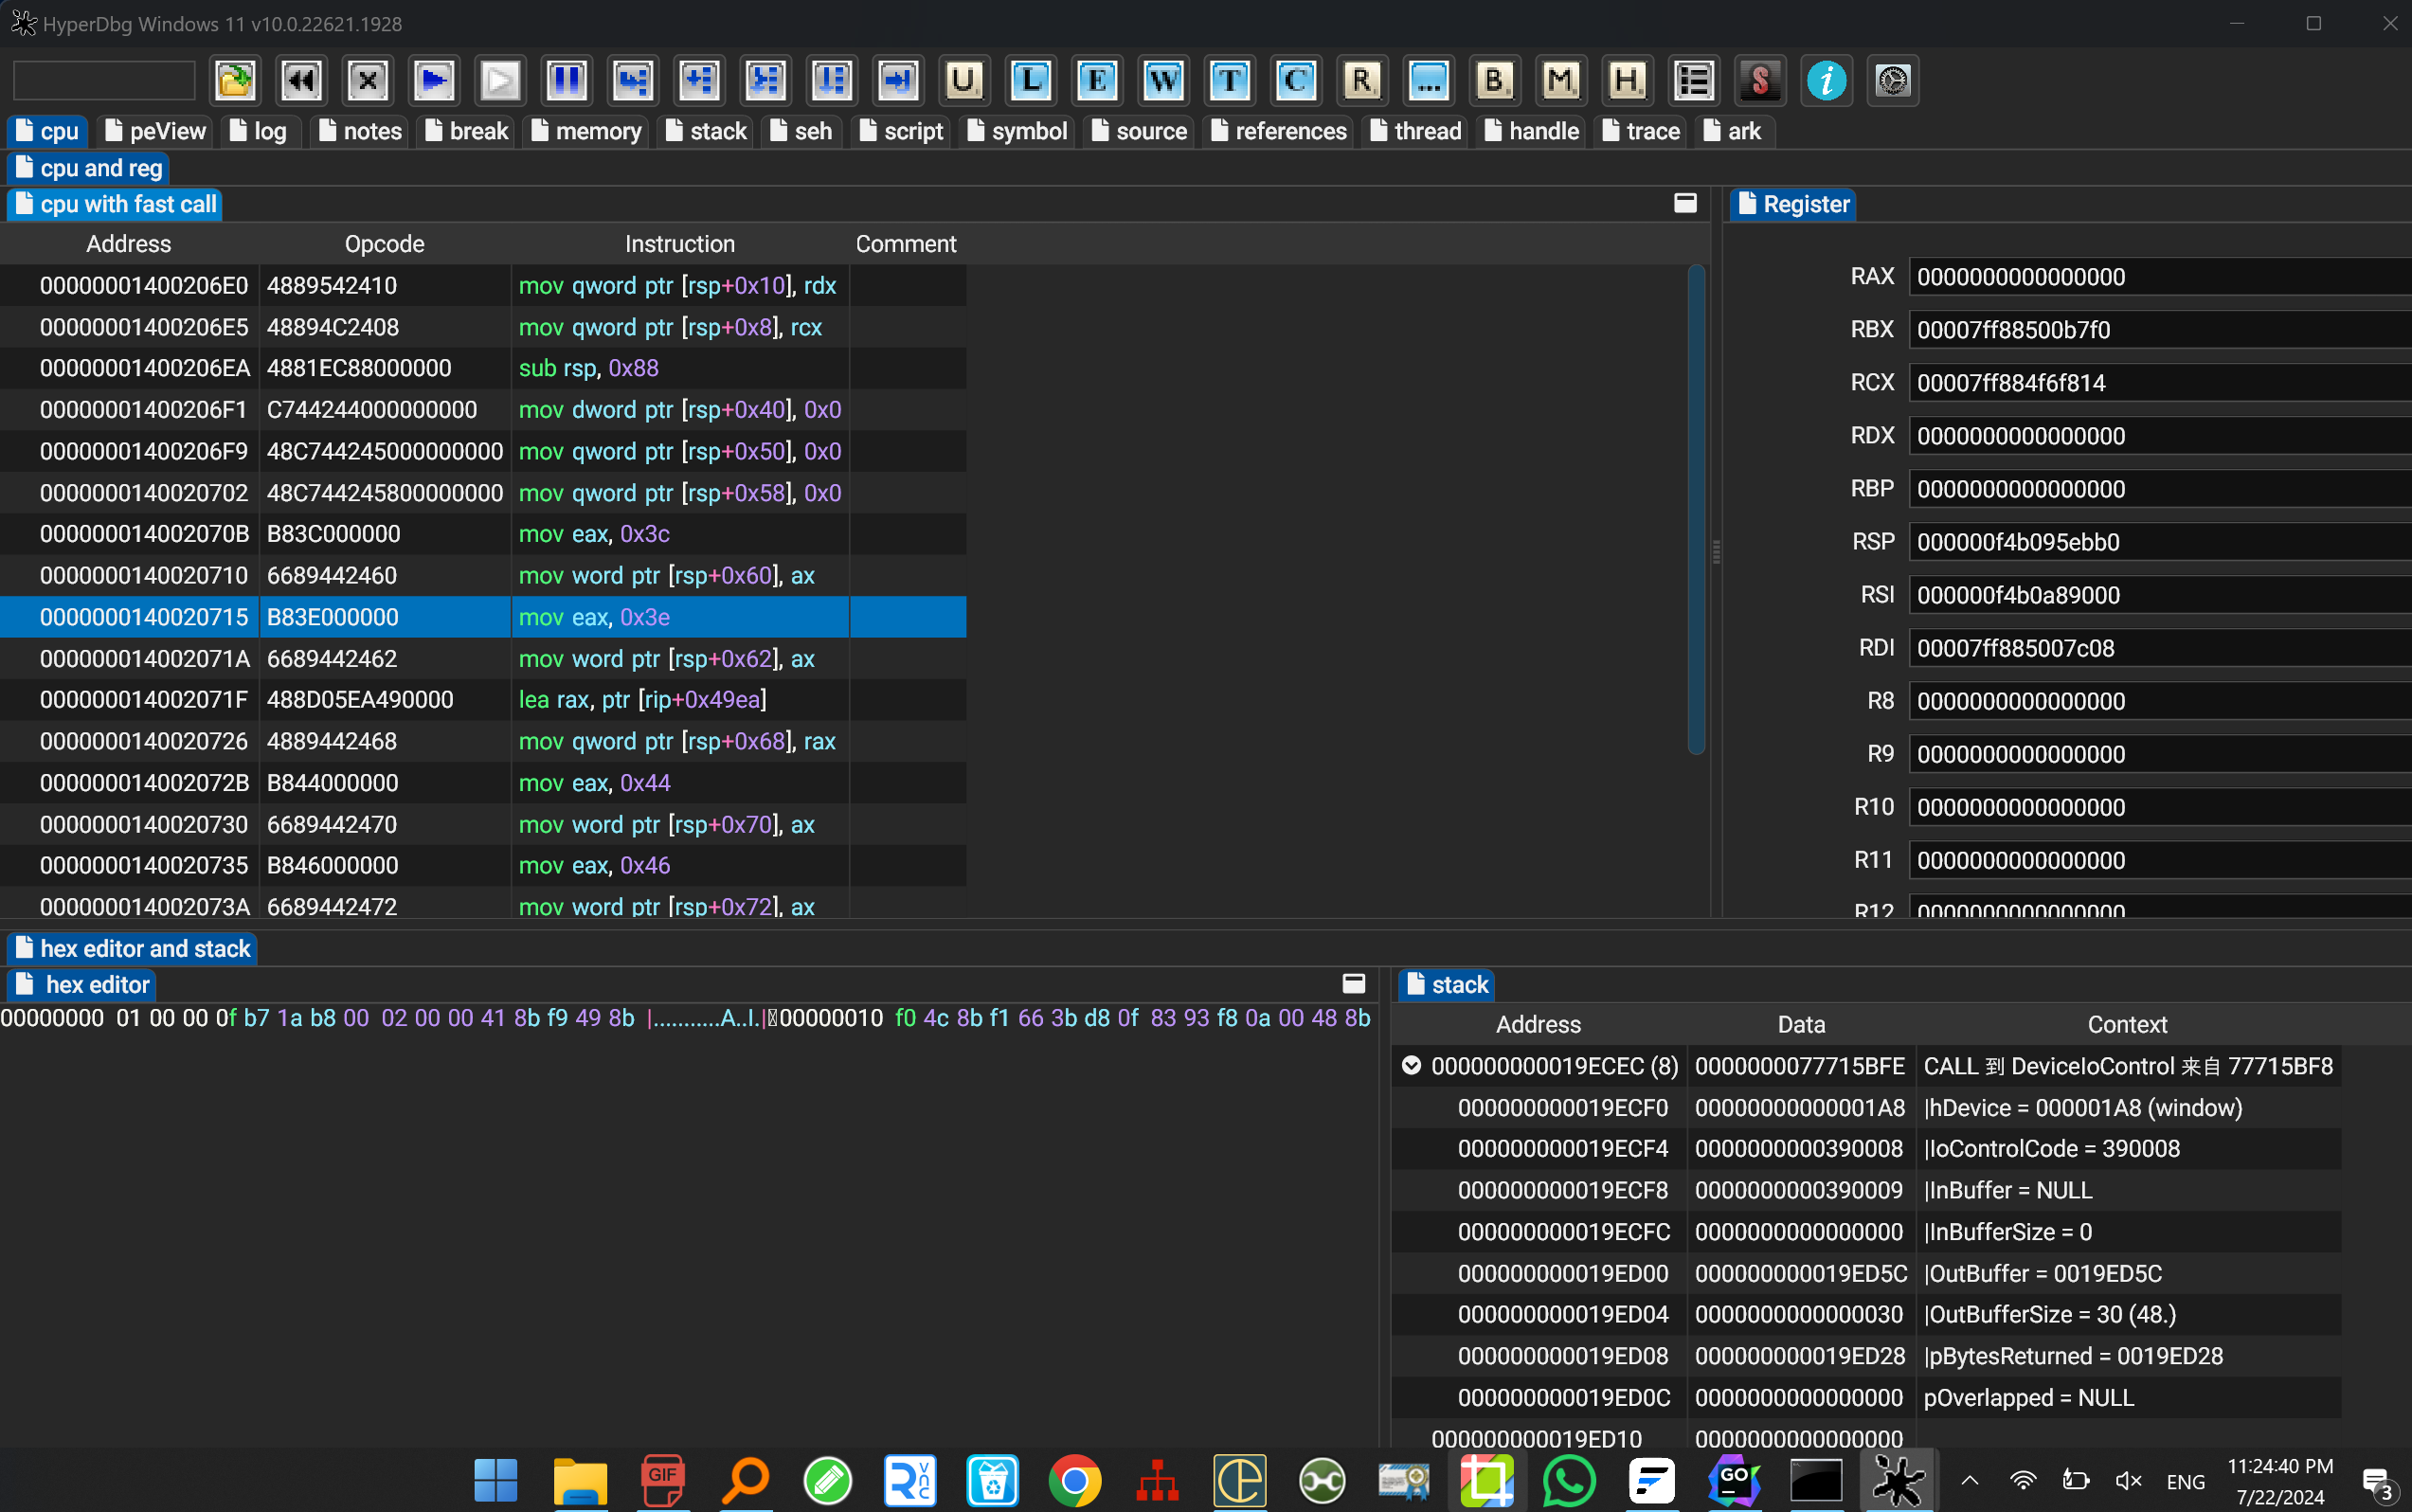 HyperDbg Windows 11 v10.0.22621.1928
U L E W T C R ... B M H S i
cpu peView log notes break memory stack seh script symbol source references thread handle trace ark
cpu and reg
cpu with fast call
Address Opcode Instruction Comment
00000001400206E0 4889542410 mov qword ptr [rsp+0x10], rdx
00000001400206E5 48894C2408 mov qword ptr [rsp+0x8], rcx
00000001400206EA 4881EC88000000 sub rsp, 0x88
00000001400206F1 C744244000000000 mov dword ptr [rsp+0x40], 0x0
00000001400206F9 48C744245000000000 mov qword ptr [rsp+0x50], 0x0
0000000140020702 48C744245800000000 mov qword ptr [rsp+0x58], 0x0
000000014002070B B83C000000 mov eax, 0x3c
0000000140020710 6689442460 mov word ptr [rsp+0x60], ax
0000000140020715 B83E000000 mov eax, 0x3e
000000014002071A 6689442462 mov word ptr [rsp+0x62], ax
000000014002071F 488D05EA490000 lea rax, ptr [rip+0x49ea]
0000000140020726 4889442468 mov qword ptr [rsp+0x68], rax
000000014002072B B844000000 mov eax, 0x44
0000000140020730 6689442470 mov word ptr [rsp+0x70], ax
0000000140020735 B846000000 mov eax, 0x46
000000014002073A 6689442472 mov word ptr [rsp+0x72], ax
Register
RAX 0000000000000000
RBX 00007ff88500b7f0
RCX 00007ff884f6f814
RDX 0000000000000000
RBP 0000000000000000
RSP 000000f4b095ebb0
RSI 000000f4b0a89000
RDI 00007ff885007c08
R8 0000000000000000
R9 0000000000000000
R10 0000000000000000
R11 0000000000000000
R12 0000000000000000
hex editor and stack
hex editor
00000000 01 00 00 0f b7 1a b8 00 02 00 00 41 8b f9 49 8b |...........A..I.|00000010 f0 4c 8b f1 66 3b d8 0f 83 93 f8 0a 00 48 8b
stack
Address Data Context
000000000019ECEC (8) 0000000077715BFE CALL 到 DeviceIoControl 来自 77715BF8
000000000019ECF0 00000000000001A8 |hDevice = 000001A8 (window)
000000000019ECF4 0000000000390008 |IoControlCode = 390008
000000000019ECF8 0000000000390009 |InBuffer = NULL
000000000019ECFC 0000000000000000 |InBufferSize = 0
000000000019ED00 000000000019ED5C |OutBuffer = 0019ED5C
000000000019ED04 0000000000000030 |OutBufferSize = 30 (48.)
000000000019ED08 000000000019ED28 |pBytesReturned = 0019ED28
000000000019ED0C 0000000000000000 pOverlapped = NULL
000000000019ED10 0000000000000000
GIF
VNC
GO
ENG
11:24:40 PM
7/22/2024
3